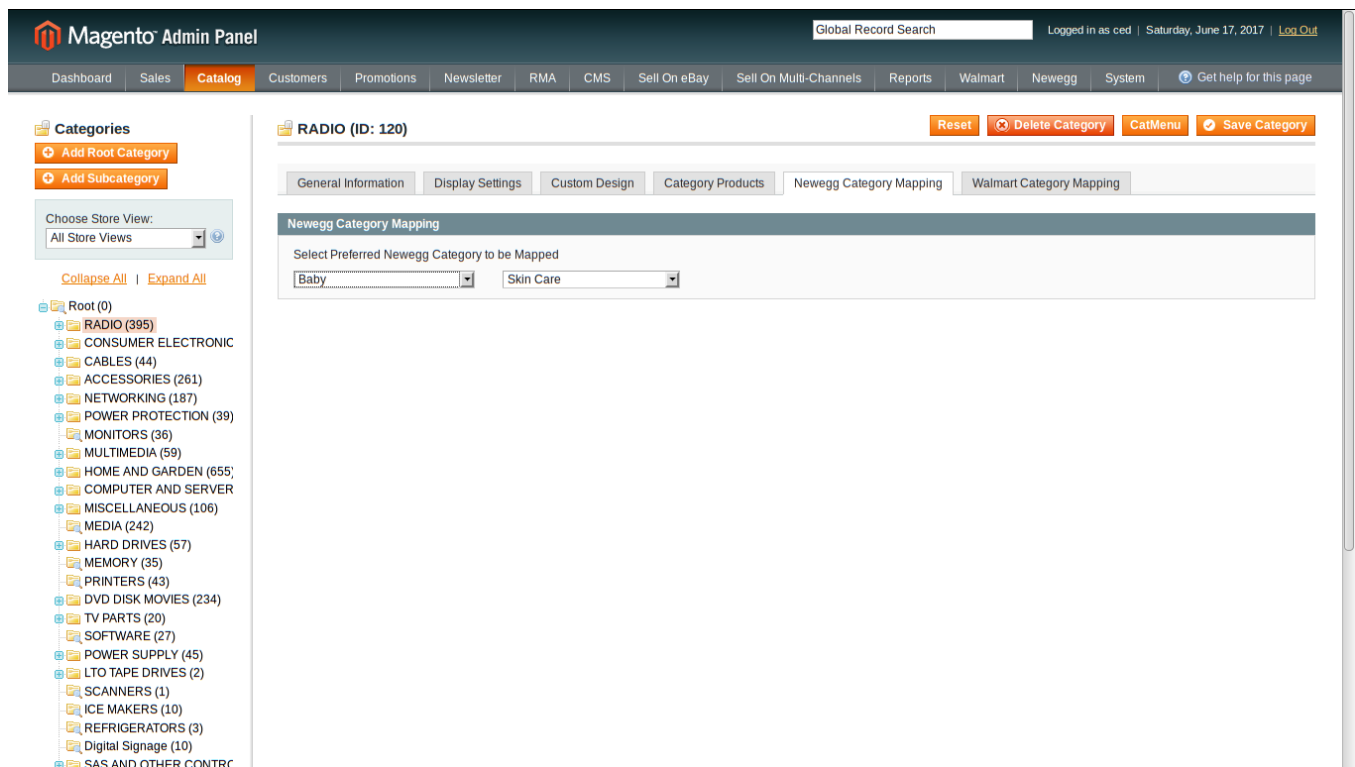 Magento Admin Panel
Global Record Search
Logged in as ced | Saturday, June 17, 2017 | Log Out
Dashboard Sales Catalog Customers Promotions Newsletter RMA CMS Sell On eBay Sell On Multi-Channels Reports Walmart Newegg System Get help for this page
Categories
Add Root Category
Add Subcategory
Choose Store View:
All Store Views
Collapse All | Expand All
Root (0)
RADIO (395)
CONSUMER ELECTRONIC
CABLES (44)
ACCESSORIES (261)
NETWORKING (187)
POWER PROTECTION (39)
MONITORS (36)
MULTIMEDIA (59)
HOME AND GARDEN (655)
COMPUTER AND SERVER
MISCELLANEOUS (106)
MEDIA (242)
HARD DRIVES (57)
MEMORY (35)
PRINTERS (43)
DVD DISK MOVIES (234)
TV PARTS (20)
SOFTWARE (27)
POWER SUPPLY (45)
LTO TAPE DRIVES (2)
SCANNERS (1)
ICE MAKERS (10)
REFRIGERATORS (3)
Digital Signage (10)
SAS AND OTHER CONTRC
RADIO (ID: 120)
Reset Delete Category CatMenu Save Category
General Information Display Settings Custom Design Category Products Newegg Category Mapping Walmart Category Mapping
Newegg Category Mapping
Select Preferred Newegg Category to be Mapped
Baby Skin Care